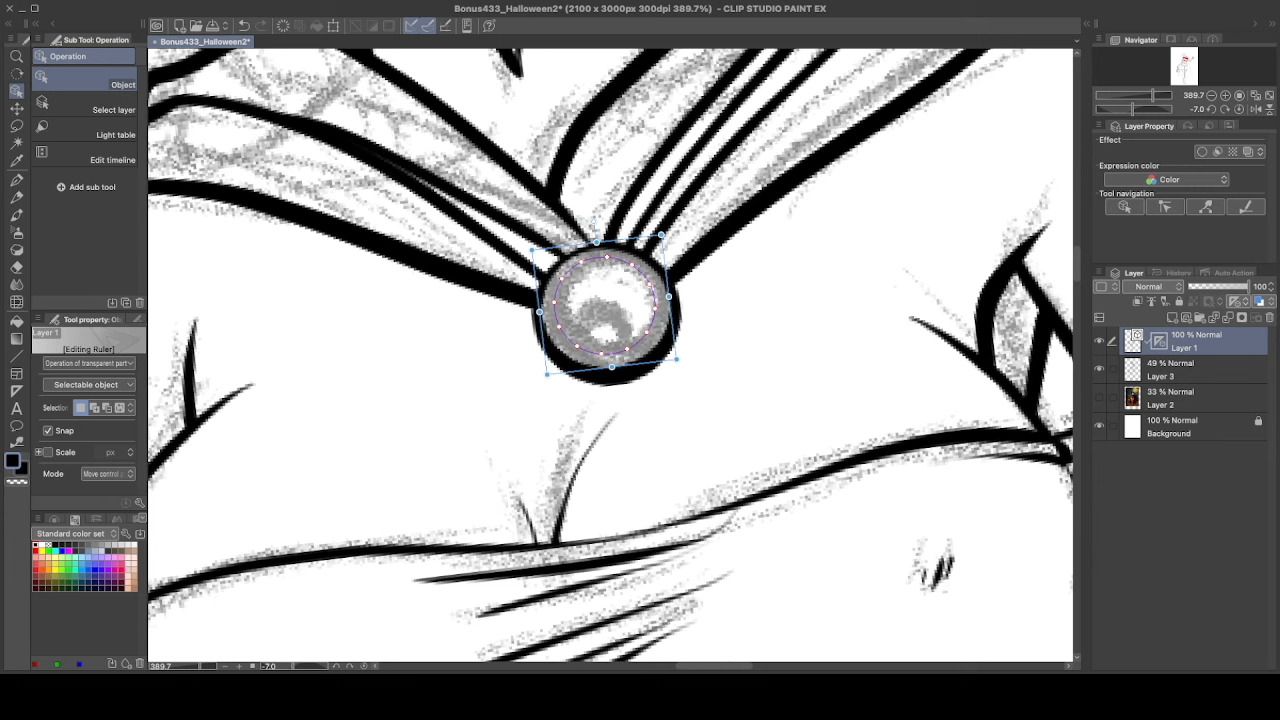 Bonus433_Halloween2* (2100 x 3000px 300dpi 389.7%) - CLIP STUDIO PAINT EX
Sub Tool: Operation
Bonus433_Halloween2*
Navigator
Operation
Object
Select layer
Light table
Edit timeline
Add sub tool
389.7
-7.0
Layer Property
Effect
Expression color
Color
Tool navigation
Layer
History
Auto Action
Normal
100
100 % Normal
Layer 1
49 % Normal
Layer 3
33 % Normal
Layer 2
100 % Normal
Background
Tool property: Ob
Layer 1
[Editing Ruler]
Operation of transparent part
Selectable object
Selection
Snap
Scale
px
Mode
Move control
Standard color set
389.7
-7.0